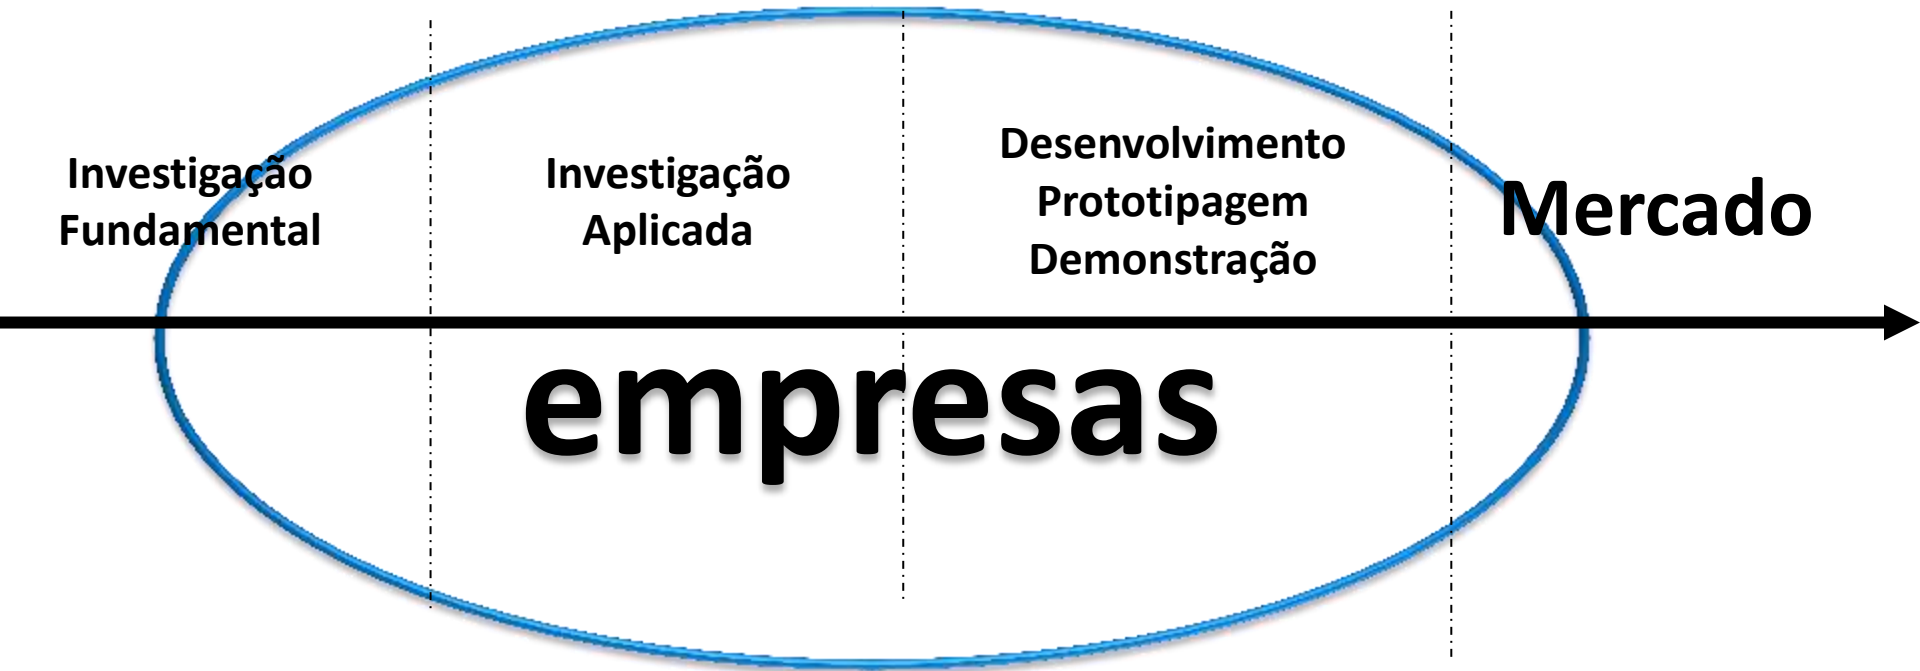 Investigação
Fundamental
Investigação
Aplicada
Desenvolvimento
Prototipagem
Demonstração
Mercado
empresas